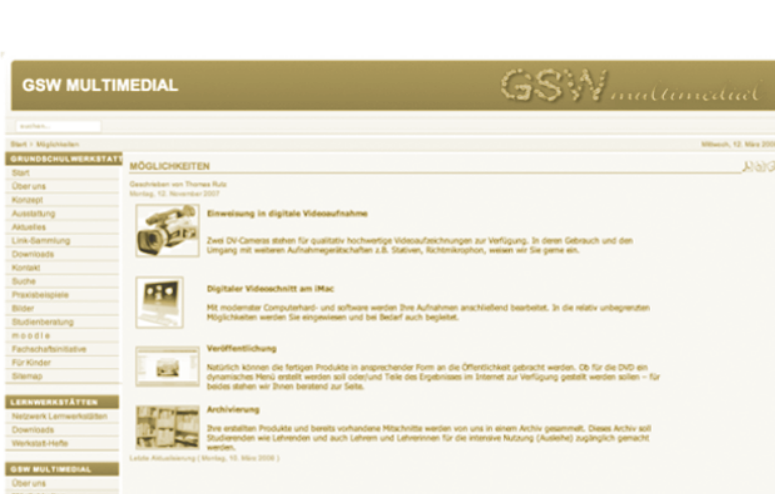 GSW MULTIMEDIAL
GSW multimedial
suchen...
Start > Möglichkeiten
Mittwoch, 12. März 200
GRUNDSCHULWERKSTATT
Start
Über uns
Konzept
Ausstattung
Aktuelles
Link-Sammlung
Downloads
Kontakt
Suche
Praxisbeispiele
Bilder
Studienberatung
m o o d l e
Fachschaftsinitiative
Für Kinder
Sitemap
LERNWERKSTÄTTEN
Netzwerk Lernwerkstätten
Downloads
Werkstatt-Hefte
GSW MULTIMEDIAL
Über uns
MÖGLICHKEITEN
Geschrieben von Thomas Rulz
Montag, 12. November 2007
Einweisung in digitale Videoaufnahme
Zwei DV-Cameras stehen für qualitativ hochwertige Videoaufzeichnungen zur Verfügung. In deren Gebrauch und den
Umgang mit weiteren Aufnahmegerätschaften z.B. Stativen, Richtmikrophon, weisen wir Sie gerne ein.
Digitaler Videoschnitt am iMac
Mit modernster Computerhard- und software werden Ihre Aufnahmen anschließend bearbeitet. In die relativ unbegrenzten
Möglichkeiten werden Sie eingewiesen und bei Bedarf auch begleitet.
Veröffentlichung
Natürlich können die fertigen Produkte in ansprechender Form an die Öffentlichkeit gebracht werden. Ob für die DVD ein
dynamisches Menü erstellt werden soll oder/und Teile des Ergebnisses im Internet zur Verfügung gestellt werden sollen – für
beides stehen wir Ihnen beratend zur Seite.
Archivierung
Ihre erstellten Produkte und bereits vorhandene Mitschnitte werden von uns in einem Archiv gesammelt. Dieses Archiv soll
Studierenden wie Lehrenden und auch Lehrern und Lehrerinnen für die intensive Nutzung (Ausleihe) zugänglich gemacht
werden.
Letzte Aktualisierung ( Montag, 10. März 2008 )